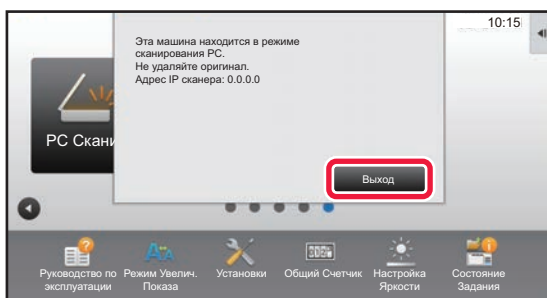 10:15
Эта машина находится в режиме
сканирования PC.
Не удаляйте оригинал.
Адрес IP сканера: 0.0.0.0
PC Скани
Выход
Руководство по
эксплуатации
Режим Увелич.
Показа
Установки
Общий Счетчик
Настройка
Яркости
Состояние
Задания